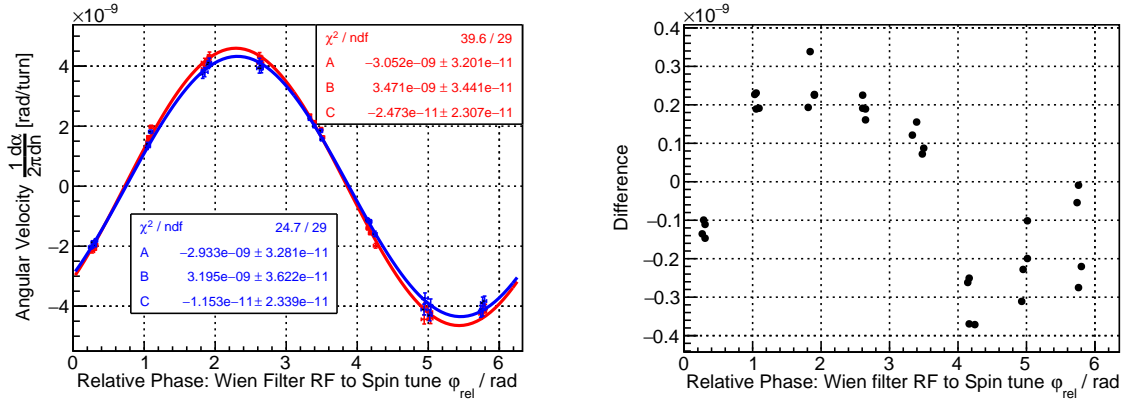 ×10⁻⁹
Angular Velocity 1/2π dα/dn [rad/turn]
4
2
0
−2
−4
χ² / ndf 39.6 / 29
A −3.052e−09 ± 3.201e−11
B 3.471e−09 ± 3.441e−11
C −2.473e−11 ± 2.307e−11
χ² / ndf 24.7 / 29
A −2.933e−09 ± 3.281e−11
B 3.195e−09 ± 3.622e−11
C −1.153e−11 ± 2.339e−11
0 1 2 3 4 5 6
Relative Phase: Wien Filter RF to Spin tune φrel / rad
×10⁻⁹
Difference
0.4
0.3
0.2
0.1
0
−0.1
−0.2
−0.3
−0.4
0 1 2 3 4 5 6
Relative Phase: Wien filter RF to Spin tune φrel / rad